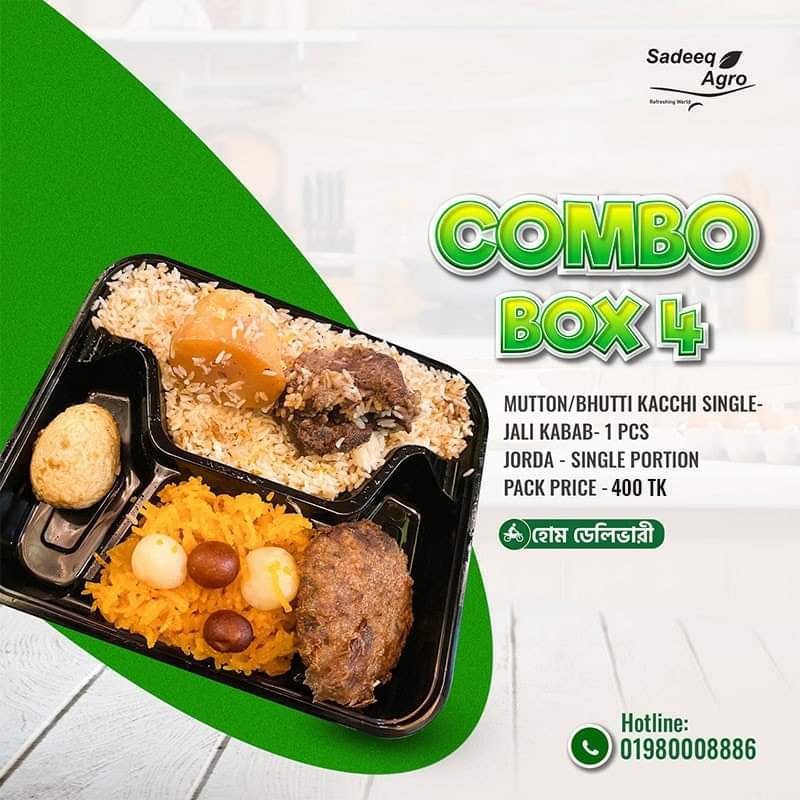 Sadeeq
Agro
Refreshing World
COMBO
BOX 4
MUTTON/BHUTTI KACCHI SINGLE-
JALI KABAB- 1 PCS
JORDA - SINGLE PORTION
PACK PRICE - 400 TK
হোম ডেলিভারী
Hotline:
01980008886